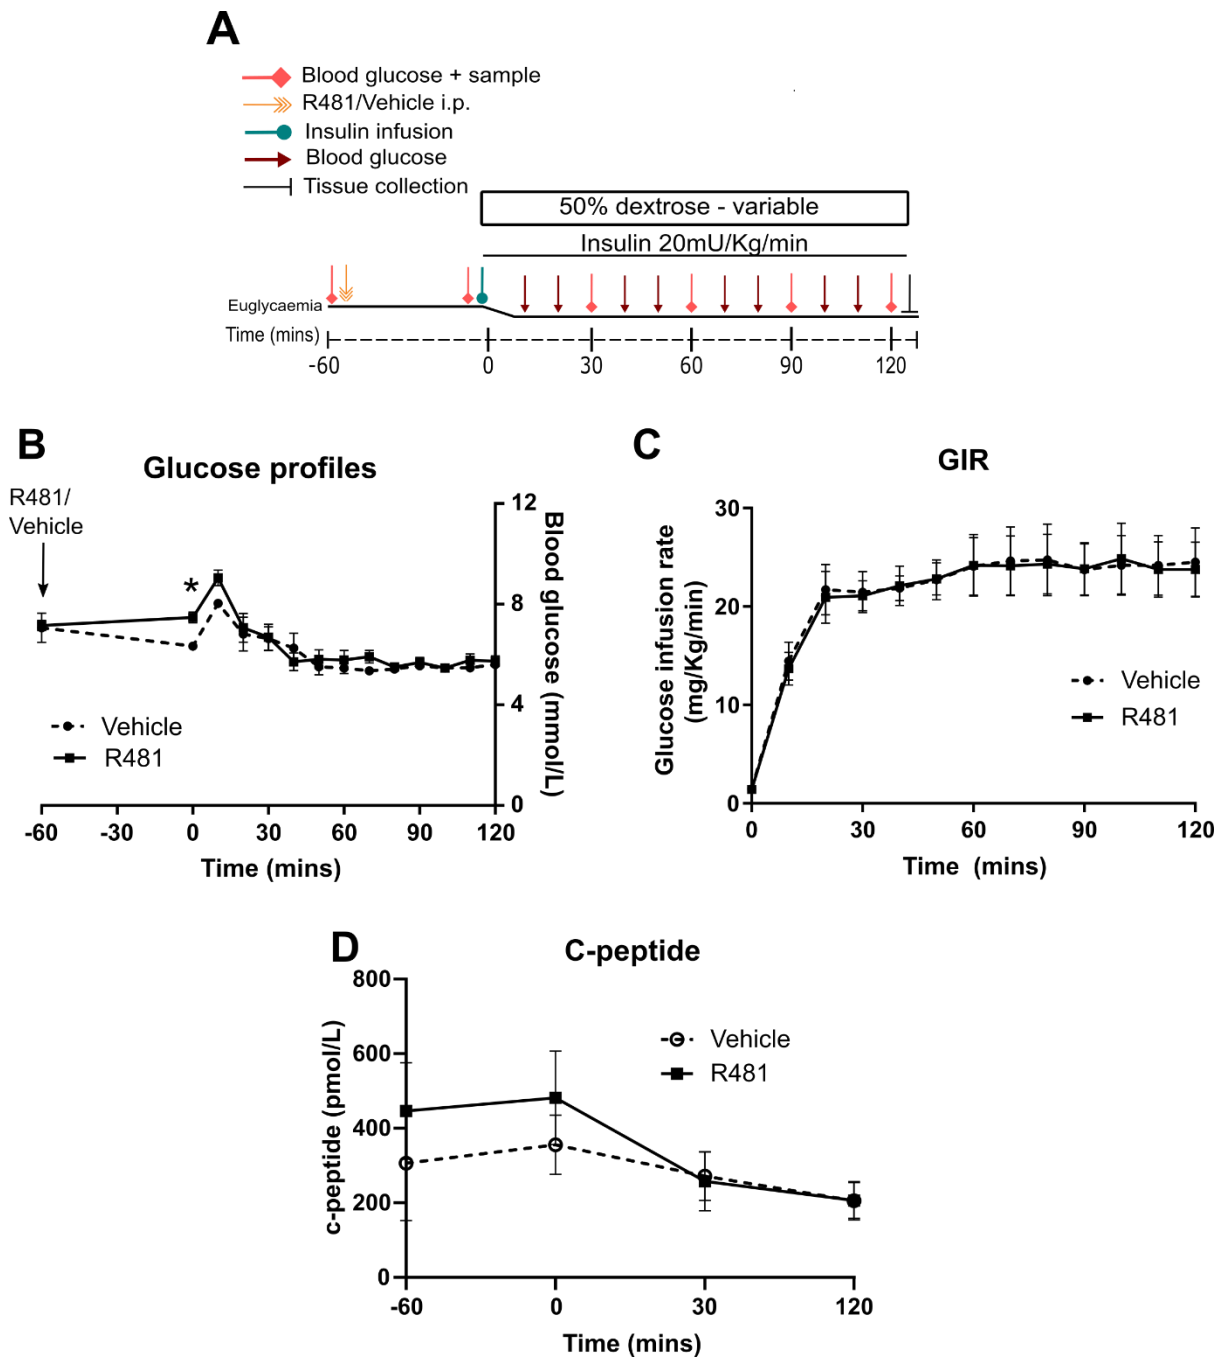 A
Blood glucose + sample
R481/Vehicle i.p.
Insulin infusion
Blood glucose
Tissue collection
50% dextrose - variable
Insulin 20mU/Kg/min
Euglycaemia
Time (mins)
-60 0 30 60 90 120
B
Glucose profiles
R481/
Vehicle
*
12
8
4
0
Blood glucose (mmol/L)
Vehicle
R481
-60 -30 0 30 60 90 120
Time (mins)
C
GIR
30
20
10
0
Glucose infusion rate
(mg/Kg/min)
Vehicle
R481
0 30 60 90 120
Time (mins)
D
C-peptide
800
600
400
200
0
c-peptide (pmol/L)
Vehicle
R481
-60 0 30 120
Time (mins)